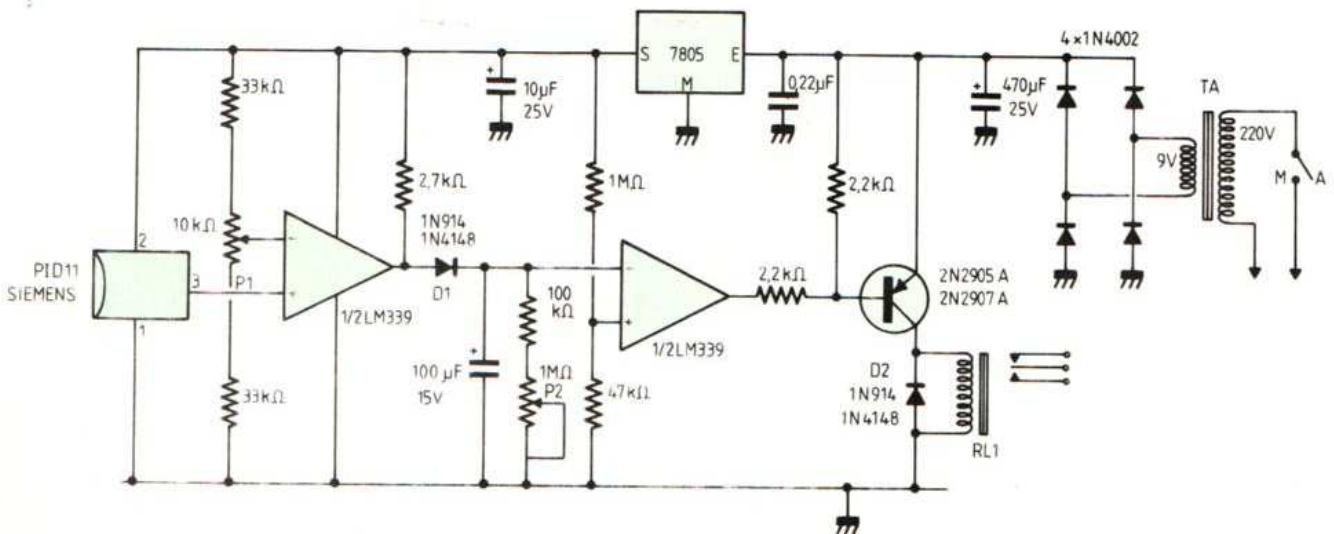 4×1N4002
S 7805 E
M
33kΩ
10µF
25V
0,22µF
470µF
25V
TA
220V
9V
M A
2,7kΩ
1MΩ
2,2kΩ
10kΩ
P1
1N914
1N4148
D1
2
PID11
SIEMENS
3
1
−
+
1/2LM339
100
kΩ
−
+
1/2LM339
2,2kΩ
2N2905A
2N2907A
33kΩ
100µF
15V
1MΩ
P2
47kΩ
D2
1N914
1N4148
RL1